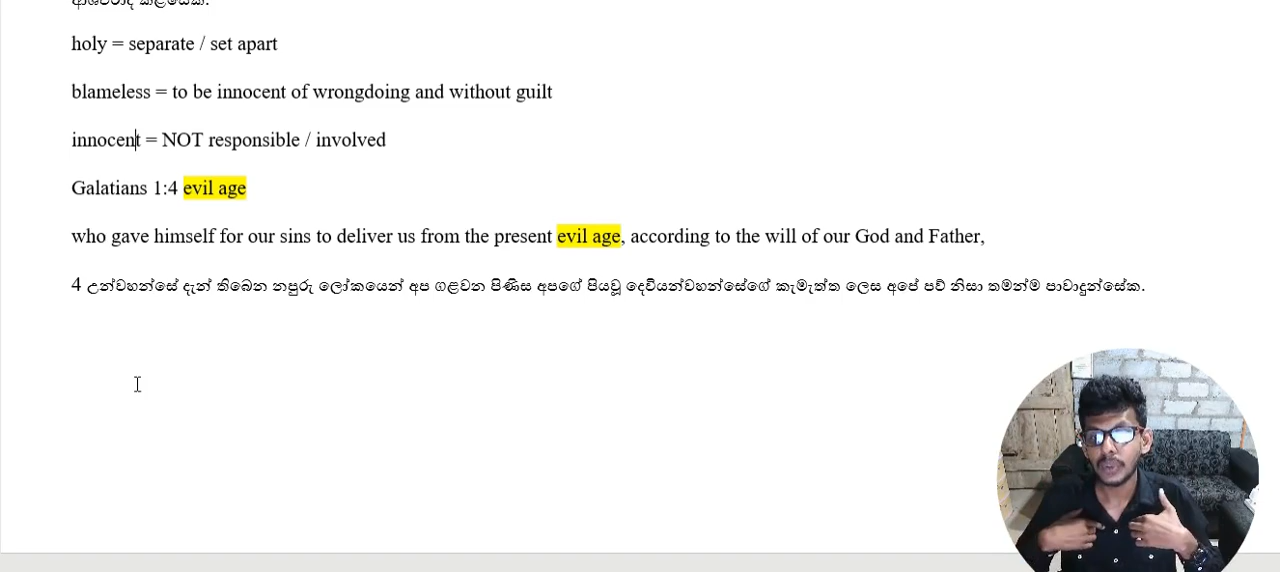 holy = separate / set apart
blameless = to be innocent of wrongdoing and without guilt
innocent = NOT responsible / involved
Galatians 1:4 evil age
who gave himself for our sins to deliver us from the present evil age, according to the will of our God and Father,
4 උන්වහන්සේ දැන් තිබෙන නපුරු ලෝකයෙන් අප ගළවන පිණිස අපගේ පියවූ දෙවියන්වහන්සේගේ කැමැත්ත ලෙස අපේ පව් නිසා තමන්ම පාවාදුන්සේක.